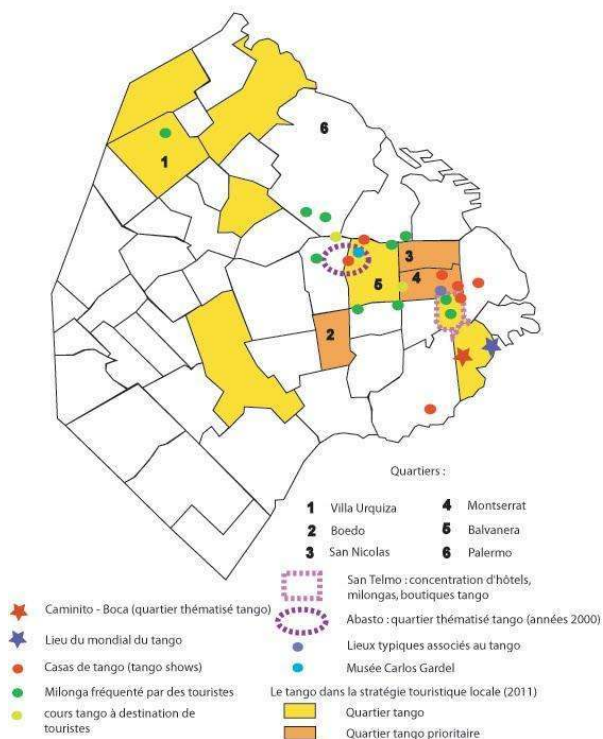 6
1
3
4
5
2
Quartiers :
1 Villa Urquiza
2 Boedo
3 San Nicolas
4 Montserrat
5 Balvanera
6 Palermo
San Telmo : concentration d'hôtels,
milongas, boutiques tango
Abasto : quartier thématisé tango (années 2000)
Lieux typiques associés au tango
Musée Carlos Gardel
Caminito - Boca (quartier thématisé tango)
Lieu du mondial du tango
Casas de tango (tango shows)
Milonga fréquenté par des touristes
cours tango à destination de
touristes
Le tango dans la stratégie touristique locale (2011)
Quartier tango
Quartier tango prioritaire